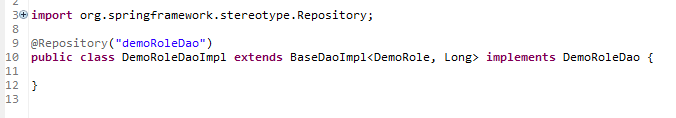 3 import org.springframework.stereotype.Repository;
8
9 @Repository("demoRoleDao")
10 public class DemoRoleDaoImpl extends BaseDaoImpl<DemoRole, Long> implements DemoRoleDao {
11
12 }
13